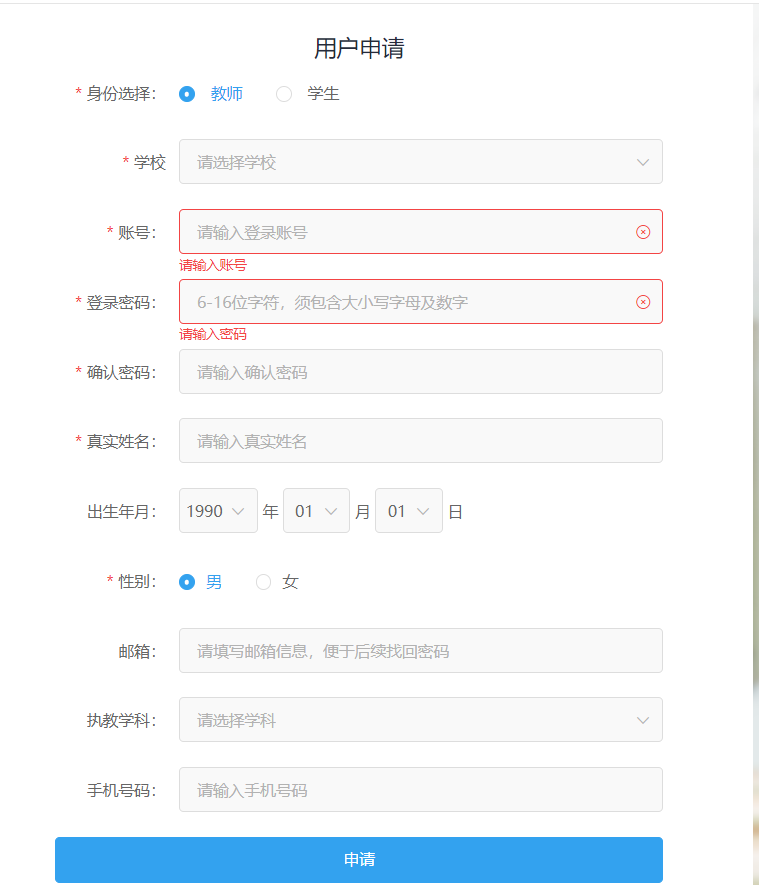 用户申请
* 身份选择： 教师 学生
* 学校 请选择学校
* 账号： 请输入登录账号
请输入账号
* 登录密码： 6-16位字符，须包含大小写字母及数字
请输入密码
* 确认密码： 请输入确认密码
* 真实姓名： 请输入真实姓名
出生年月： 1990 年 01 月 01 日
* 性别： 男 女
邮箱： 请填写邮箱信息，便于后续找回密码
执教学科： 请选择学科
手机号码： 请输入手机号码
申请